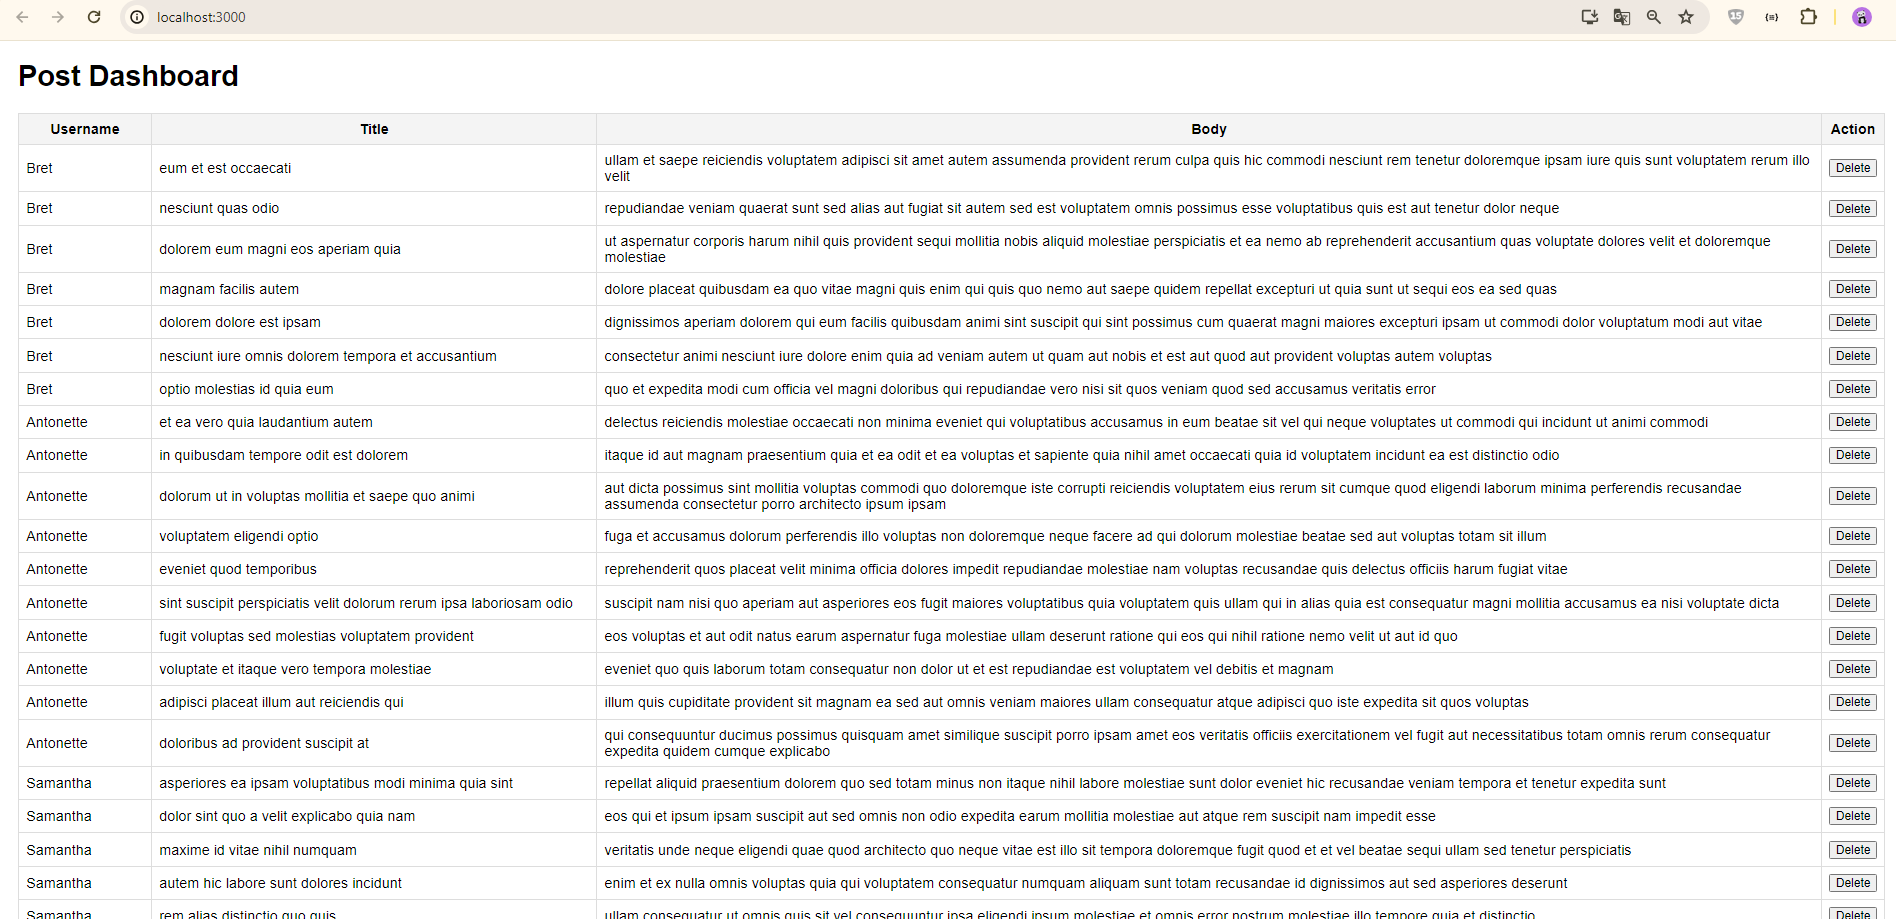 localhost:3000
15
Post Dashboard
Username Title Body Action
Bret eum et est occaecati ullam et saepe reiciendis voluptatem adipisci sit amet autem assumenda provident rerum culpa quis hic commodi nesciunt rem tenetur doloremque ipsam iure quis sunt voluptatem rerum illo
velit Delete
Bret nesciunt quas odio repudiandae veniam quaerat sunt sed alias aut fugiat sit autem sed est voluptatem omnis possimus esse voluptatibus quis est aut tenetur dolor neque Delete
Bret dolorem eum magni eos aperiam quia ut aspernatur corporis harum nihil quis provident sequi mollitia nobis aliquid molestiae perspiciatis et ea nemo ab reprehenderit accusantium quas voluptate dolores velit et doloremque
molestiae Delete
Bret magnam facilis autem dolore placeat quibusdam ea quo vitae magni quis enim qui quis quo nemo aut saepe quidem repellat excepturi ut quia sunt ut sequi eos ea sed quas Delete
Bret dolorem dolore est ipsam dignissimos aperiam dolorem qui eum facilis quibusdam animi sint suscipit qui sint possimus cum quaerat magni maiores excepturi ipsam ut commodi dolor voluptatum modi aut vitae Delete
Bret nesciunt iure omnis dolorem tempora et accusantium consectetur animi nesciunt iure dolore enim quia ad veniam autem ut quam aut nobis et est aut quod aut provident voluptas autem voluptas Delete
Bret optio molestias id quia eum quo et expedita modi cum officia vel magni doloribus qui repudiandae vero nisi sit quos veniam quod sed accusamus veritatis error Delete
Antonette et ea vero quia laudantium autem delectus reiciendis molestiae occaecati non minima eveniet qui voluptatibus accusamus in eum beatae sit vel qui neque voluptates ut commodi qui incidunt ut animi commodi Delete
Antonette in quibusdam tempore odit est dolorem itaque id aut magnam praesentium quia et ea odit et ea voluptas et sapiente quia nihil amet occaecati quia id voluptatem incidunt ea est distinctio odio Delete
Antonette dolorum ut in voluptas mollitia et saepe quo animi aut dicta possimus sint mollitia voluptas commodi quo doloremque iste corrupti reiciendis voluptatem eius rerum sit cumque quod eligendi laborum minima perferendis recusandae
assumenda consectetur porro architecto ipsum ipsam Delete
Antonette voluptatem eligendi optio fuga et accusamus dolorum perferendis illo voluptas non doloremque neque facere ad qui dolorum molestiae beatae sed aut voluptas totam sit illum Delete
Antonette eveniet quod temporibus reprehenderit quos placeat velit minima officia dolores impedit repudiandae molestiae nam voluptas recusandae quis delectus officiis harum fugiat vitae Delete
Antonette sint suscipit perspiciatis velit dolorum rerum ipsa laboriosam odio suscipit nam nisi quo aperiam aut asperiores eos fugit maiores voluptatibus quia voluptatem quis ullam qui in alias quia est consequatur magni mollitia accusamus ea nisi voluptate dicta Delete
Antonette fugit voluptas sed molestias voluptatem provident eos voluptas et aut odit natus earum aspernatur fuga molestiae ullam deserunt ratione qui eos qui nihil ratione nemo velit ut aut id quo Delete
Antonette voluptate et itaque vero tempora molestiae eveniet quo quis laborum totam consequatur non dolor ut et est repudiandae est voluptatem vel debitis et magnam Delete
Antonette adipisci placeat illum aut reiciendis qui illum quis cupiditate provident sit magnam ea sed aut omnis veniam maiores ullam consequatur atque adipisci quo iste expedita sit quos voluptas Delete
Antonette doloribus ad provident suscipit at qui consequuntur ducimus possimus quisquam amet similique suscipit porro ipsam amet eos veritatis officiis exercitationem vel fugit aut necessitatibus totam omnis rerum consequatur
expedita quidem cumque explicabo Delete
Samantha asperiores ea ipsam voluptatibus modi minima quia sint repellat aliquid praesentium dolorem quo sed totam minus non itaque nihil labore molestiae sunt dolor eveniet hic recusandae veniam tempora et tenetur expedita sunt Delete
Samantha dolor sint quo a velit explicabo quia nam eos qui et ipsum ipsam suscipit aut sed omnis non odio expedita earum mollitia molestiae aut atque rem suscipit nam impedit esse Delete
Samantha maxime id vitae nihil numquam veritatis unde neque eligendi quae quod architecto quo neque vitae est illo sit tempora doloremque fugit quod et et vel beatae sequi ullam sed tenetur perspiciatis Delete
Samantha autem hic labore sunt dolores incidunt enim et ex nulla omnis voluptas quia qui voluptatem consequatur numquam aliquam sunt totam recusandae id dignissimos aut sed asperiores deserunt Delete
Samantha rem alias distinctio quo quis ullam consequatur ut omnis quis sit vel consequuntur ipsa eligendi ipsum molestiae et omnis error nostrum molestiae illo tempore quia et distinctio Delete